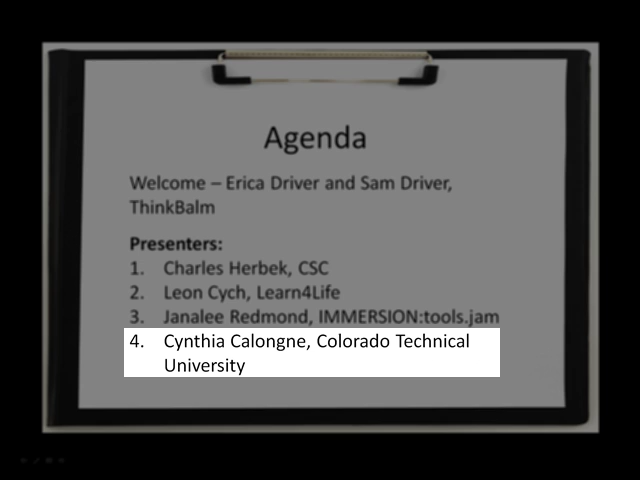 Agenda
Welcome – Erica Driver and Sam Driver,
ThinkBalm
Presenters:
1. Charles Herbek, CSC
2. Leon Cych, Learn4Life
3. Janalee Redmond, IMMERSION:tools.jam
4. Cynthia Calongne, Colorado Technical
University